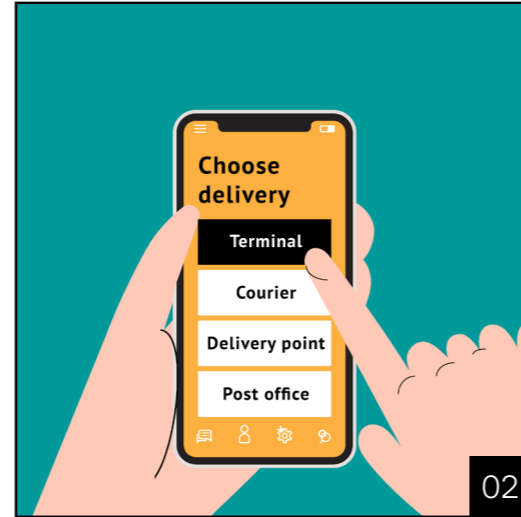 Choose
delivery
Terminal
Courier
Delivery point
Post office
02